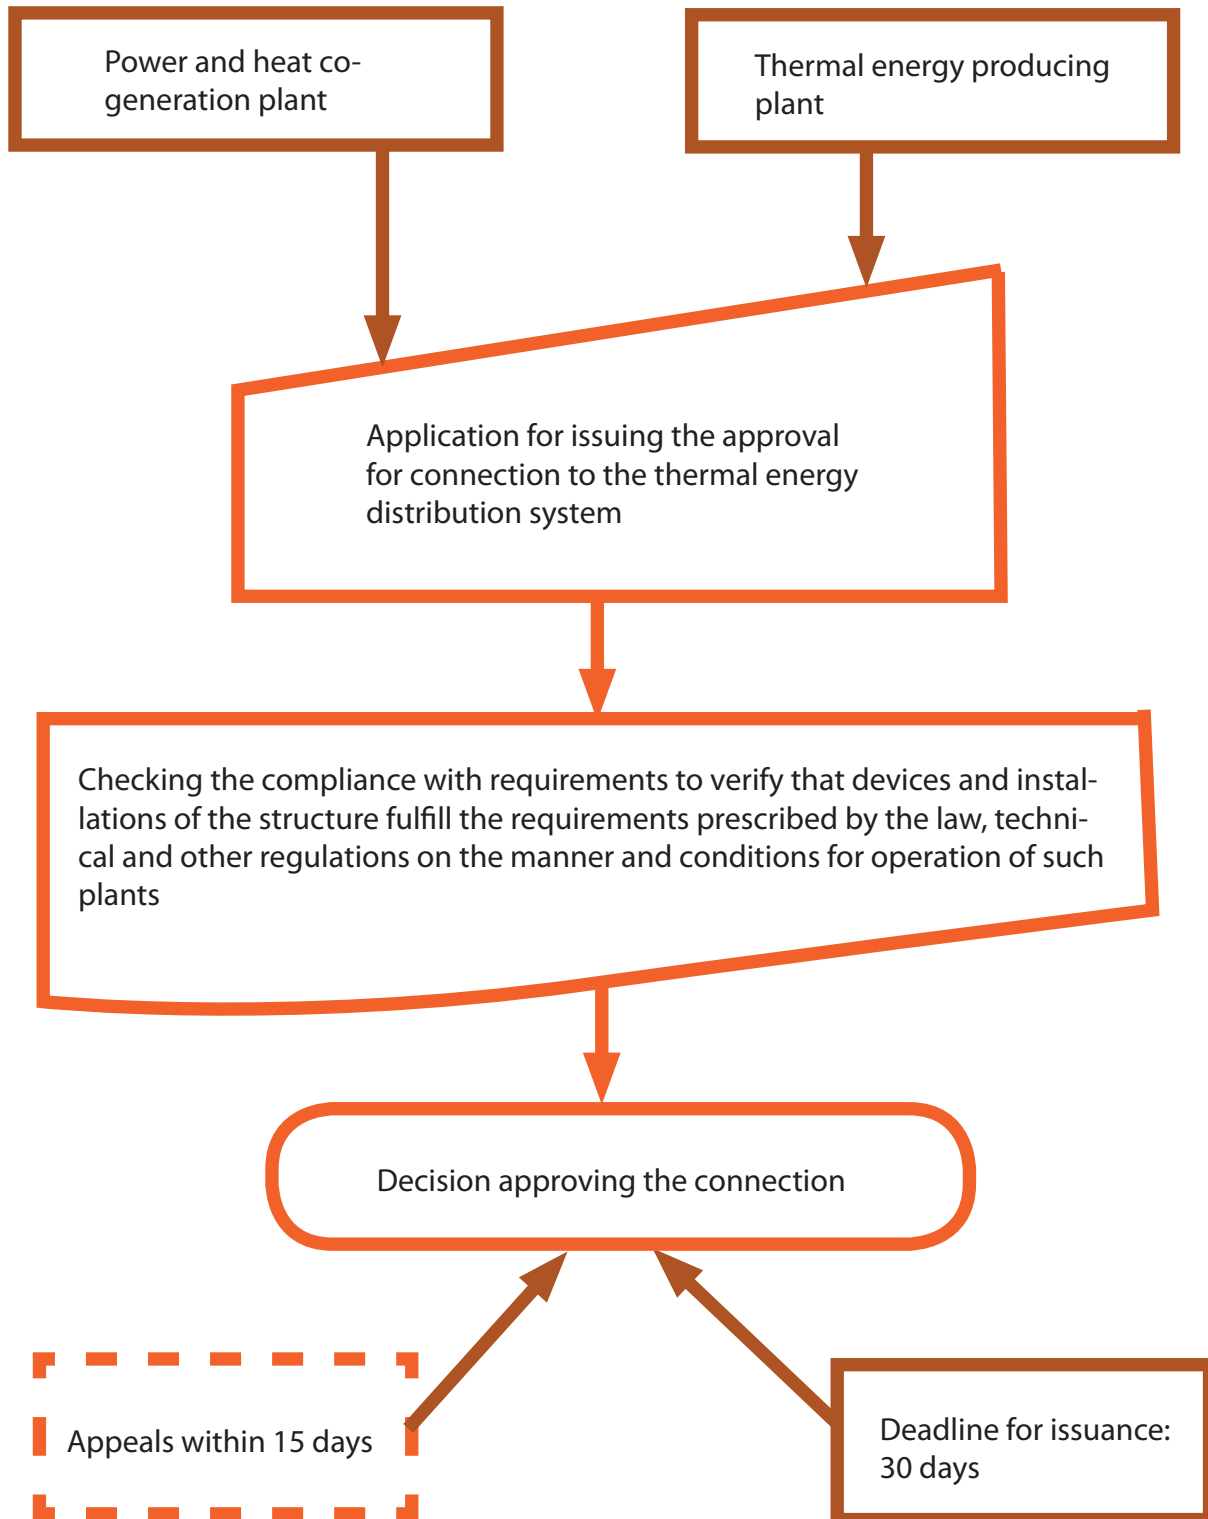 Power and heat co-
generation plant
Thermal energy producing
plant
Application for issuing the approval
for connection to the thermal energy
distribution system
Checking the compliance with requirements to verify that devices and instal-
lations of the structure fulfill the requirements prescribed by the law, techni-
cal and other regulations on the manner and conditions for operation of such
plants
Decision approving the connection
Appeals within 15 days
Deadline for issuance:
30 days